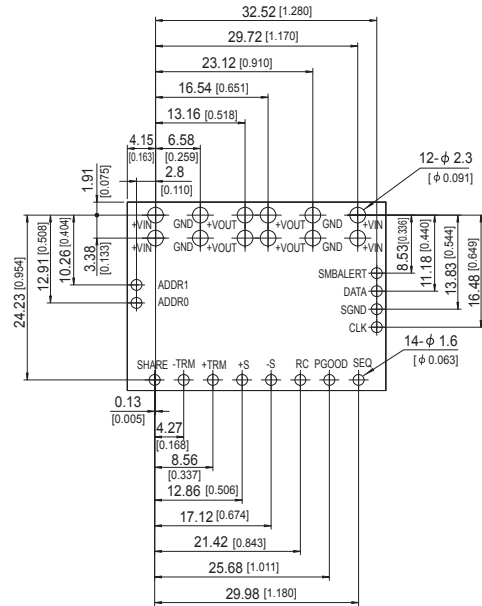 32.52 [1.280]
29.72 [1.170]
23.12 [0.910]
16.54 [0.651]
13.16 [0.518]
4.15
[0.163]
6.58
[0.259]
2.8
[0.110]
1.91
[0.075]
12-ϕ 2.3
[ϕ 0.091]
+VIN GND +VOUT +VOUT GND +VIN
+VIN GND +VOUT +VOUT GND +VIN
3.38
[0.133]
10.26 [0.404]
12.91 [0.508]
24.23 [0.954]
8.53 [0.336]
11.18 [0.440]
13.83 [0.544]
16.48 [0.649]
ADDR1
ADDR0
SMBALERT
DATA
SGND
CLK
14-ϕ 1.6
[ϕ 0.063]
SHARE -TRM +TRM +S -S RC PGOOD SEQ
0.13
[0.005]
4.27
[0.168]
8.56
[0.337]
12.86 [0.506]
17.12 [0.674]
21.42 [0.843]
25.68 [1.011]
29.98 [1.180]